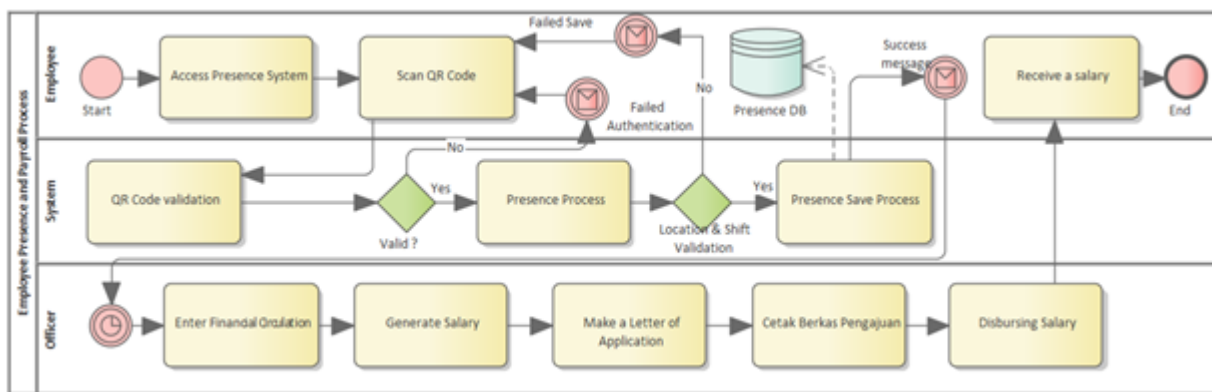 Employee Presence and Payroll Process
Employee
Start
Access Presence System
Scan QR Code
Failed Save
Failed
Authentication
No
Presence DB
Success
message
Receive a salary
End
System
QR Code validation
No
Valid ?
Yes
Presence Process
Location & Shift
Validation
Yes
Presence Save Process
Officer
Enter Financial Circulation
Generate Salary
Make a Letter of
Application
Cetak Berkas Pengajuan
Disbursing Salary